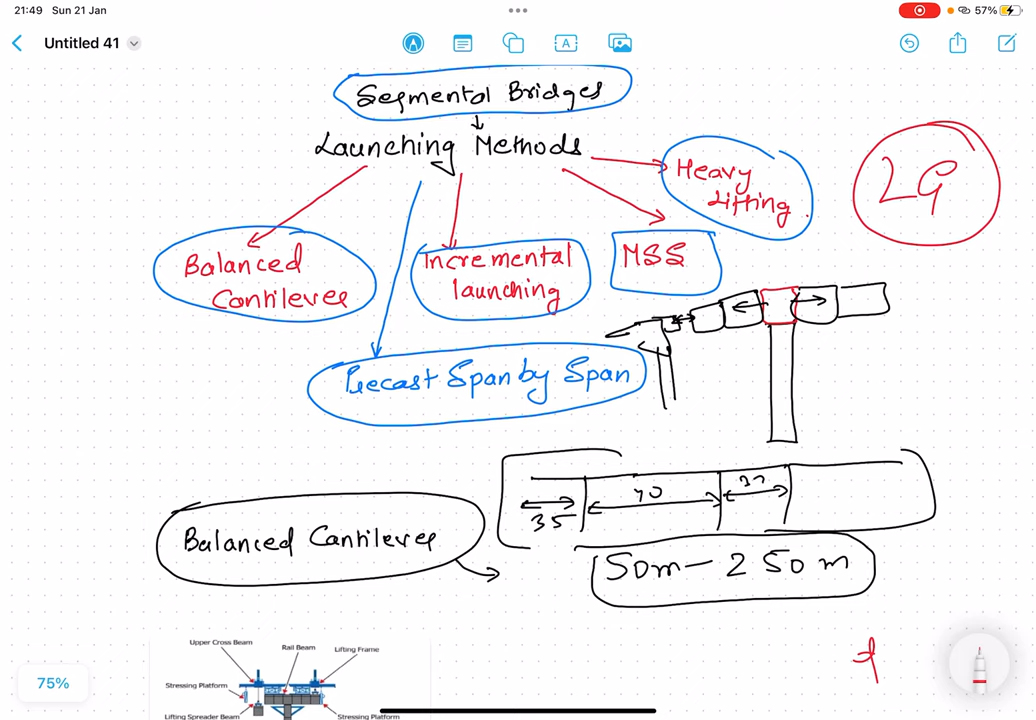 21:49 Sun 21 Jan
57%
Untitled 41
A
Segmental Bridges
Launching Methods
Heavy
Lifting
LG
Balanced
Cantilever
Incremental
launching
MSS
Precast Span by Span
35
40
Balanced Cantilever
50m - 250m
Upper Cross Beam
Rail Beam
Lifting Frame
Stressing Platform
Lifting Spreader Beam
Stressing Platform
75%